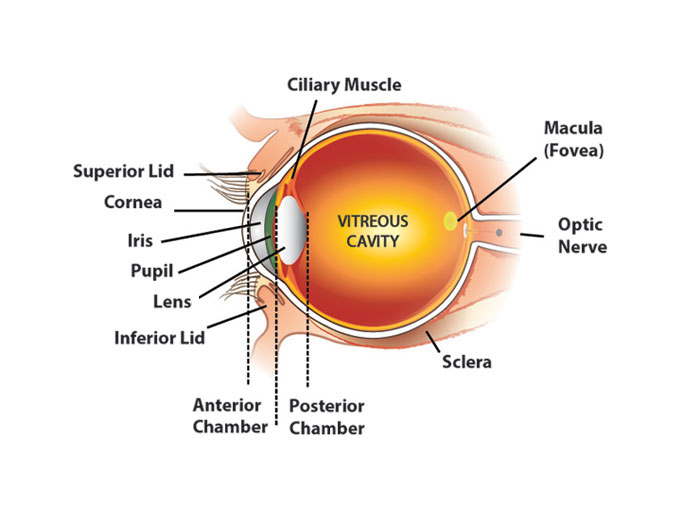 Ciliary Muscle
Macula
(Fovea)
Superior Lid
Cornea
Iris
Pupil
Lens
Inferior Lid
VITREOUS
CAVITY
Optic
Nerve
Sclera
Anterior
Chamber
Posterior
Chamber